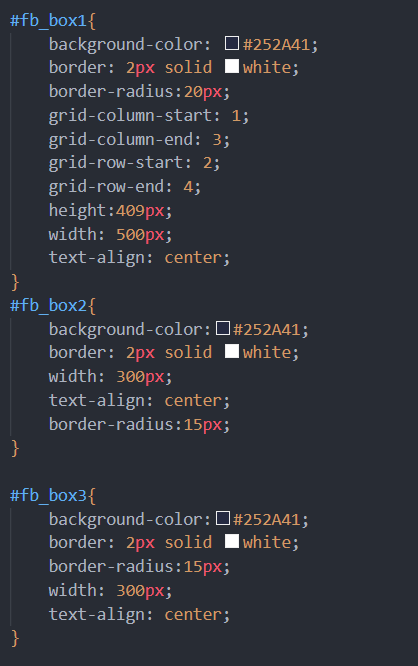 #fb_box1{
    background-color: #252A41;
    border: 2px solid white;
    border-radius:20px;
    grid-column-start: 1;
    grid-column-end: 3;
    grid-row-start: 2;
    grid-row-end: 4;
    height:409px;
    width: 500px;
    text-align: center;
}
#fb_box2{
    background-color:#252A41;
    border: 2px solid white;
    width: 300px;
    text-align: center;
    border-radius:15px;
}

#fb_box3{
    background-color:#252A41;
    border: 2px solid white;
    border-radius:15px;
    width: 300px;
    text-align: center;
}